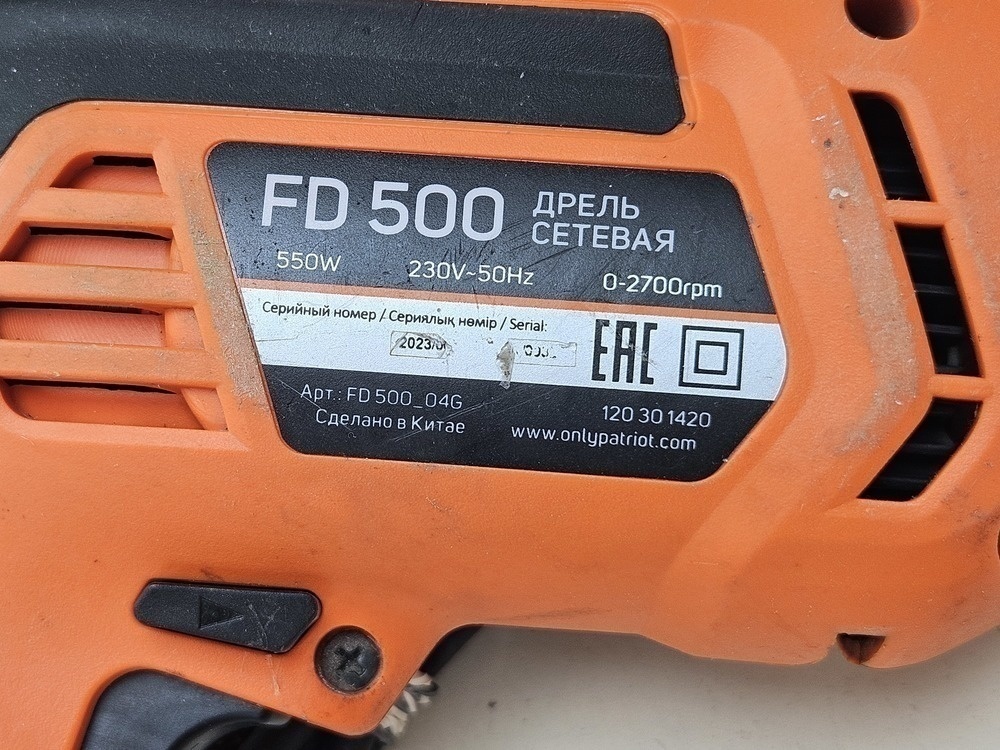 FD 500 ДРЕЛЬ
СЕТЕВАЯ
550W 230V~50Hz 0-2700rpm
Серийный номер / Сериялық нөмір / Serial:
EAC
Арт.: FD 500_04G
120 30 1420
Сделано в Китае
www.onlypatriot.com